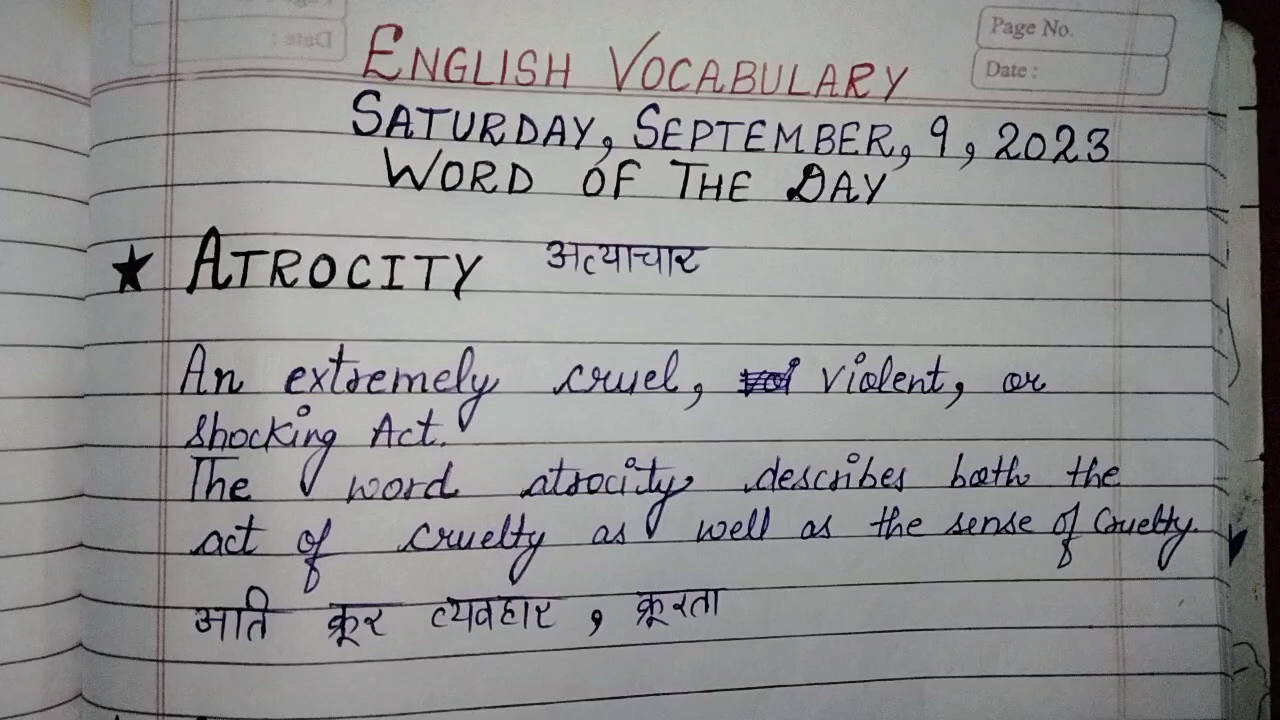 Page No.
Date :
ENGLISH VOCABULARY
SATURDAY, SEPTEMBER, 9, 2023
WORD OF THE DAY
★ ATROCITY अत्याचार
An extremely cruel, violent, or
Shocking Act.
The word atrocity describes both the
act of cruelty as well as the sense of Cruelty.
आति क्रूर व्यवहार, क्रूरता